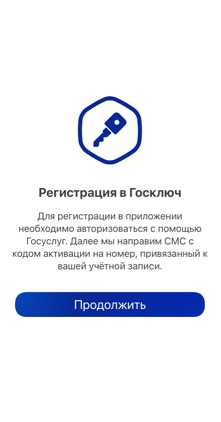 Регистрация в Госключ
Для регистрации в приложении
необходимо авторизоваться с помощью
Госуслуг. Далее мы направим СМС с
кодом активации на номер, привязанный к
вашей учётной записи.
Продолжить